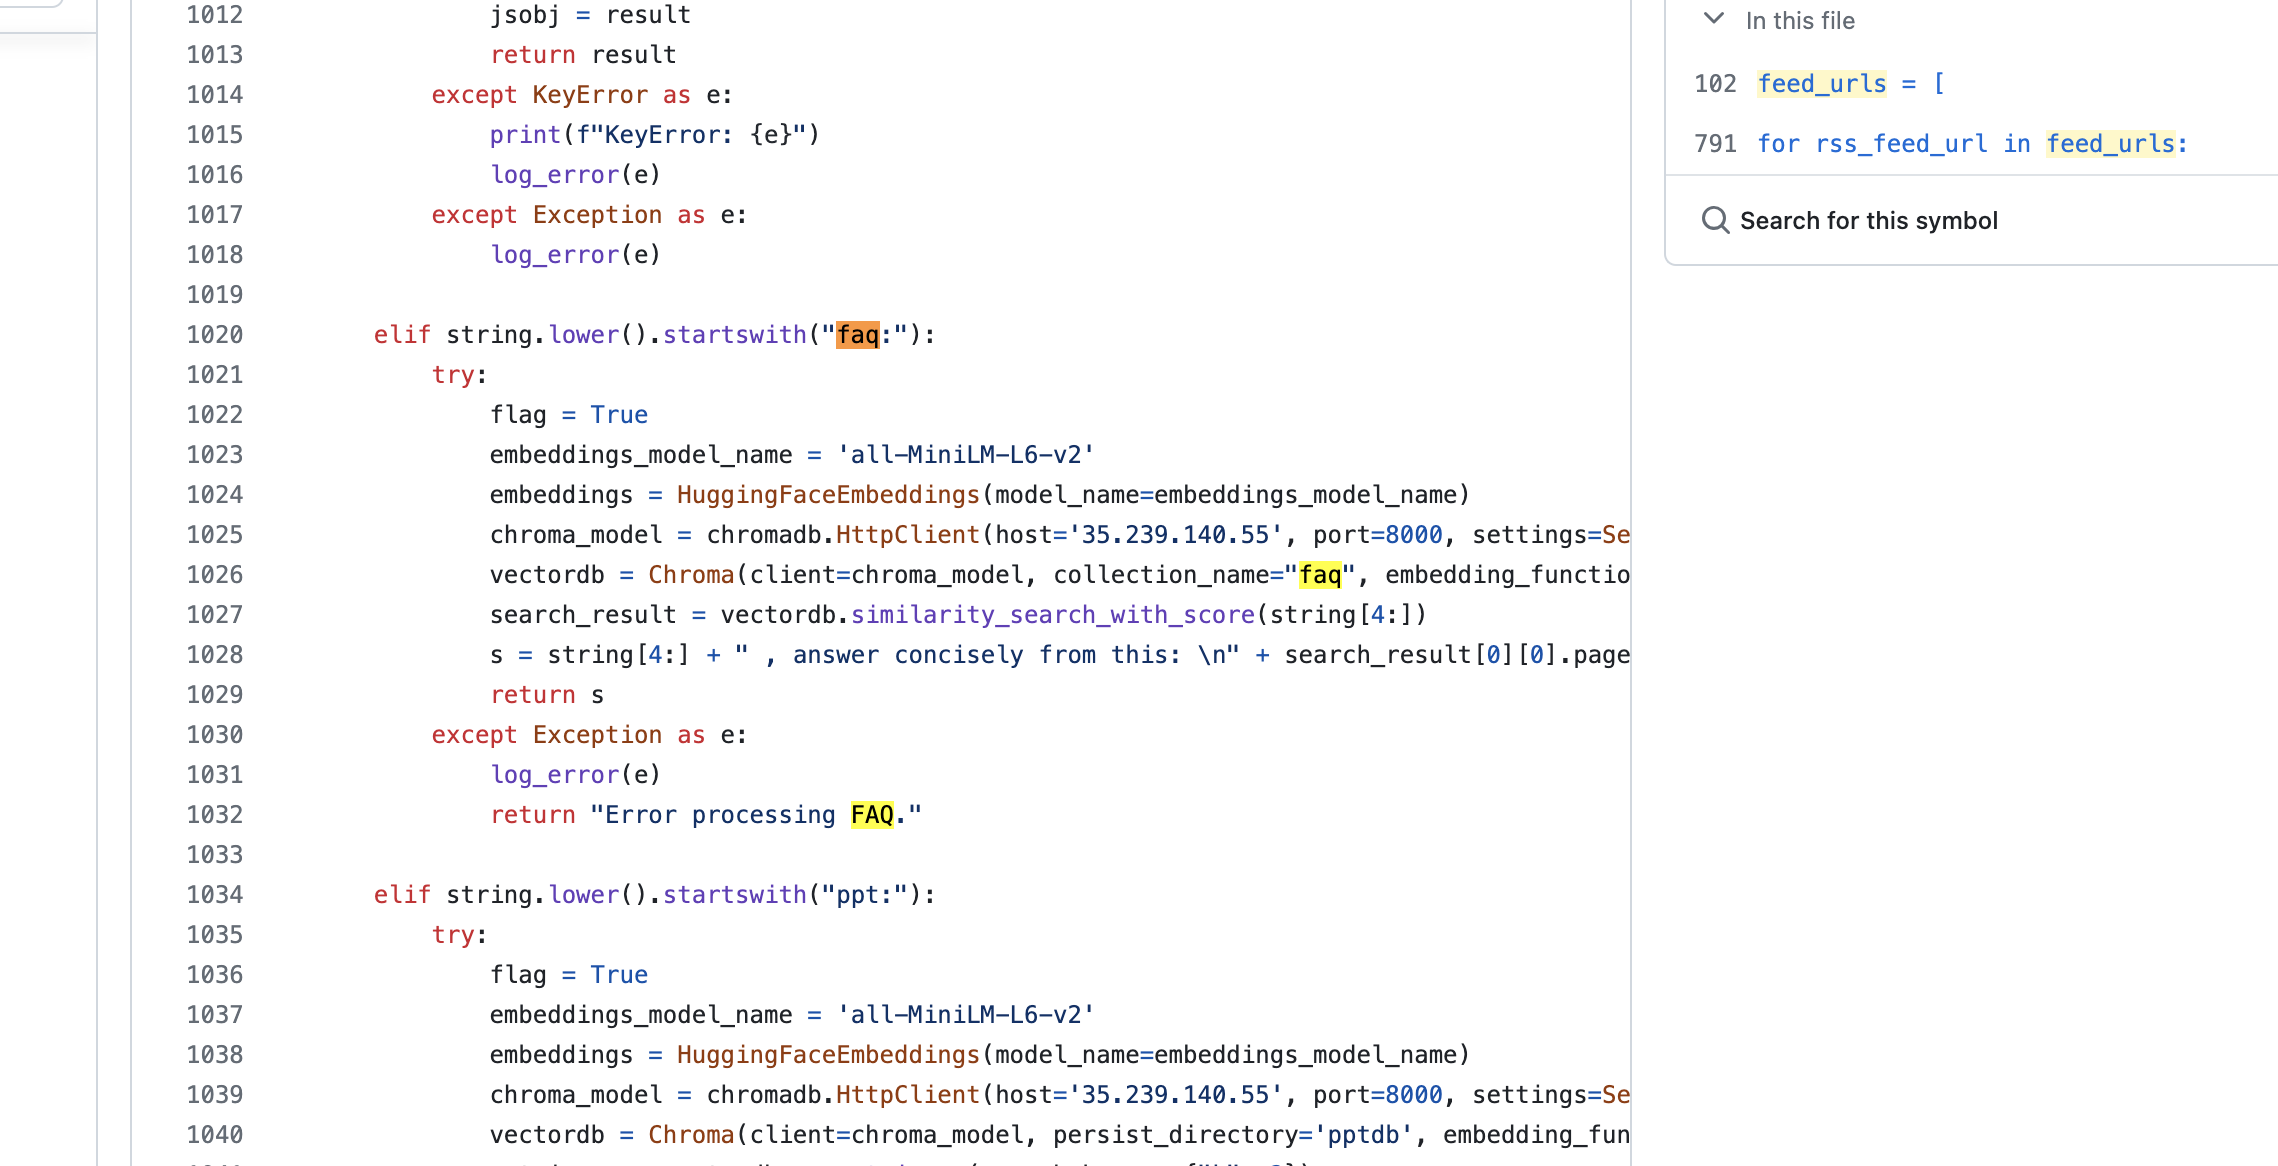 1012 jsobj = result
1013 return result
1014 except KeyError as e:
1015 print(f"KeyError: {e}")
1016 log_error(e)
1017 except Exception as e:
1018 log_error(e)
1019
1020 elif string.lower().startswith("faq:"):
1021 try:
1022 flag = True
1023 embeddings_model_name = 'all-MiniLM-L6-v2'
1024 embeddings = HuggingFaceEmbeddings(model_name=embeddings_model_name)
1025 chroma_model = chromadb.HttpClient(host='35.239.140.55', port=8000, settings=Se
1026 vectordb = Chroma(client=chroma_model, collection_name="faq", embedding_functio
1027 search_result = vectordb.similarity_search_with_score(string[4:])
1028 s = string[4:] + " , answer concisely from this: \n" + search_result[0][0].page
1029 return s
1030 except Exception as e:
1031 log_error(e)
1032 return "Error processing FAQ."
1033
1034 elif string.lower().startswith("ppt:"):
1035 try:
1036 flag = True
1037 embeddings_model_name = 'all-MiniLM-L6-v2'
1038 embeddings = HuggingFaceEmbeddings(model_name=embeddings_model_name)
1039 chroma_model = chromadb.HttpClient(host='35.239.140.55', port=8000, settings=Se
1040 vectordb = Chroma(client=chroma_model, persist_directory='pptdb', embedding_fun
In this file
102 feed_urls = [
791 for rss_feed_url in feed_urls:
Search for this symbol